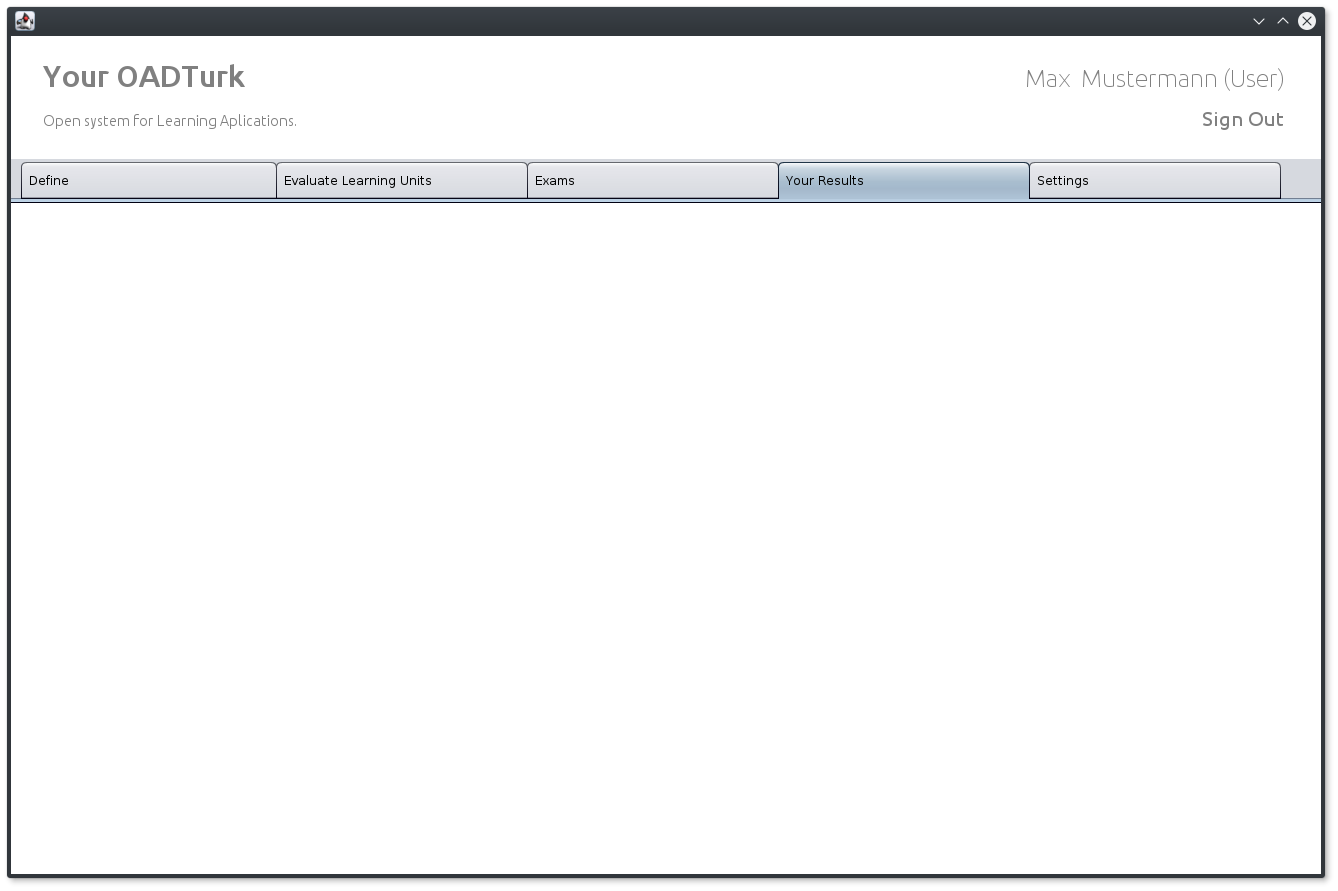 Your OADTurk
Max Mustermann (User)
Open system for Learning Aplications.
Sign Out
Define
Evaluate Learning Units
Exams
Your Results
Settings